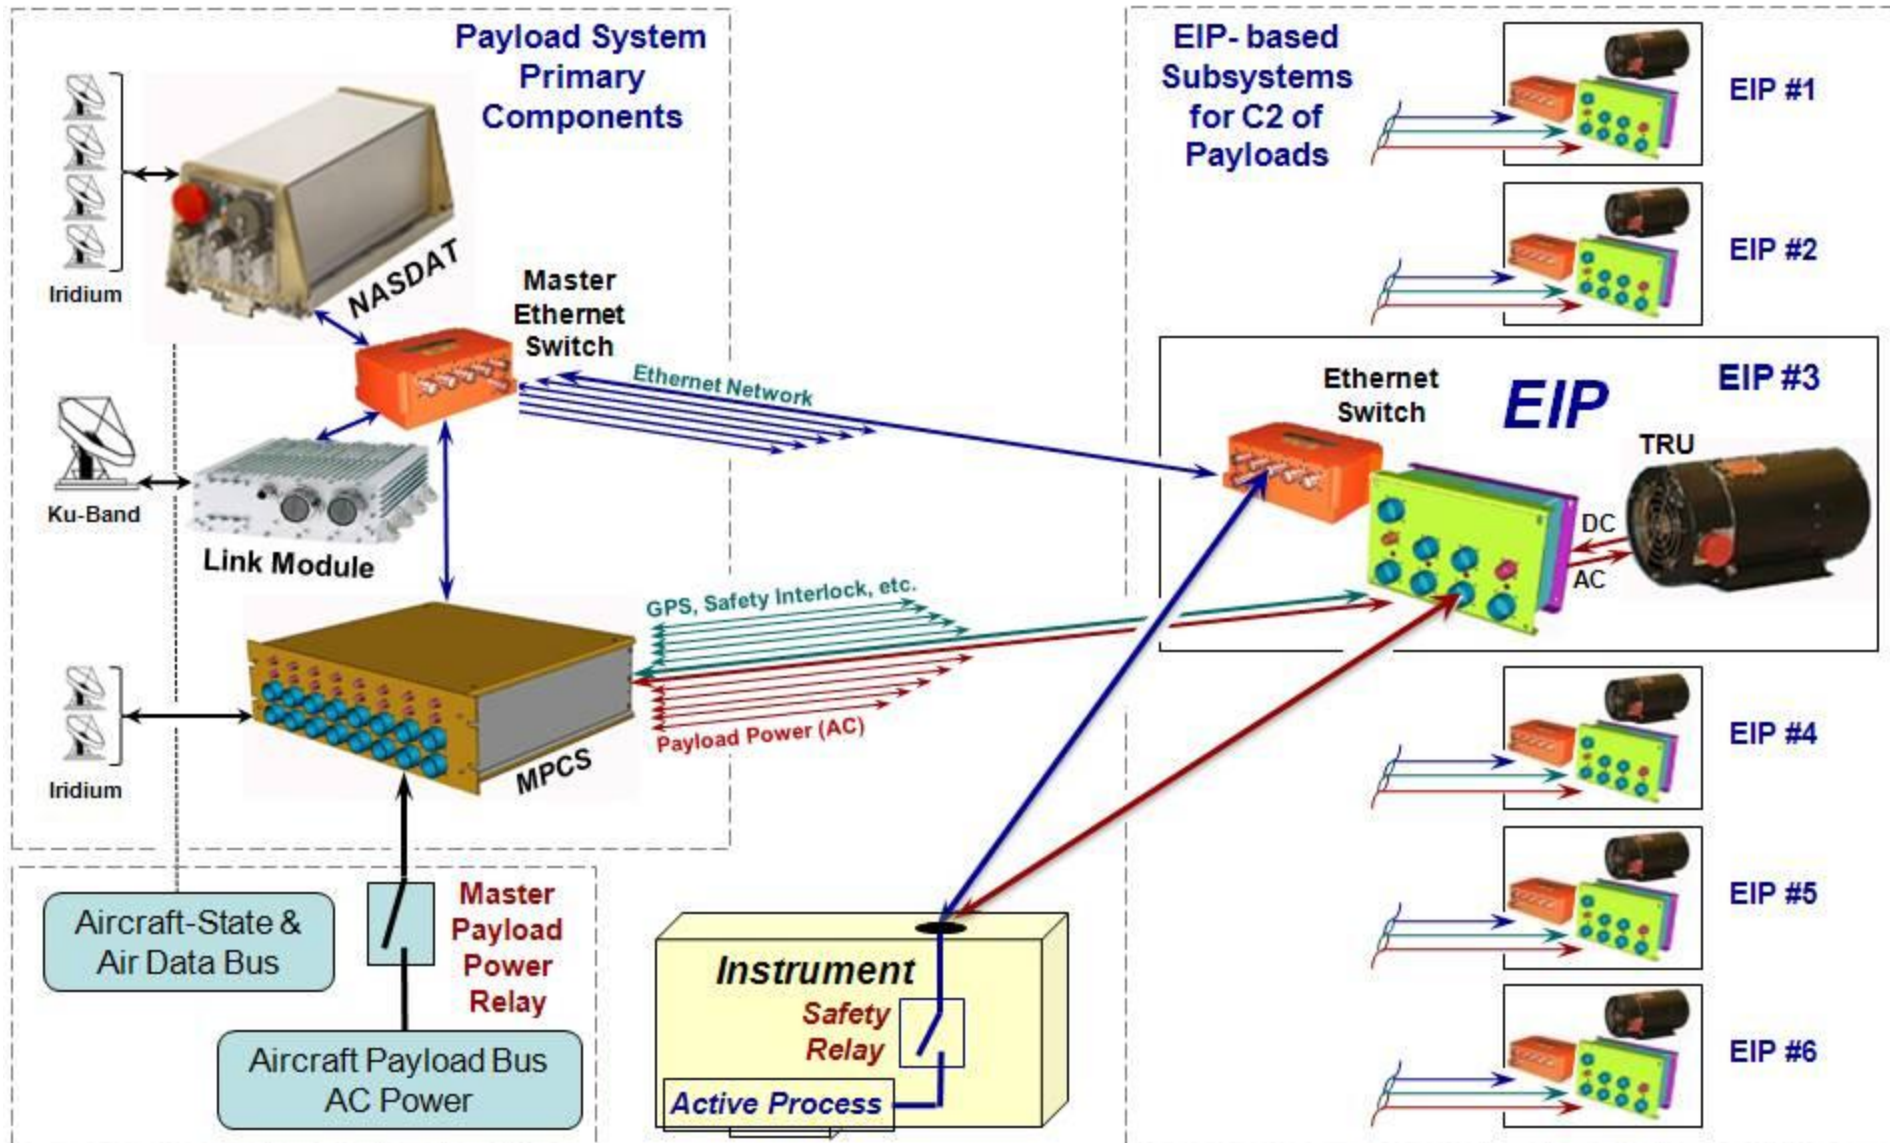 Payload System
Primary
Components
Iridium
NASDAT
Master
Ethernet
Switch
Ethernet Network
Ku-Band
Link Module
GPS, Safety Interlock, etc.
Payload Power (AC)
MPCS
Iridium
Aircraft-State &
Air Data Bus
Master
Payload
Power
Relay
Aircraft Payload Bus
AC Power
Instrument
Safety
Relay
Active Process
EIP- based
Subsystems
for C2 of
Payloads
EIP #1
EIP #2
EIP #3
EIP
Ethernet
Switch
TRU
DC
AC
EIP #4
EIP #5
EIP #6